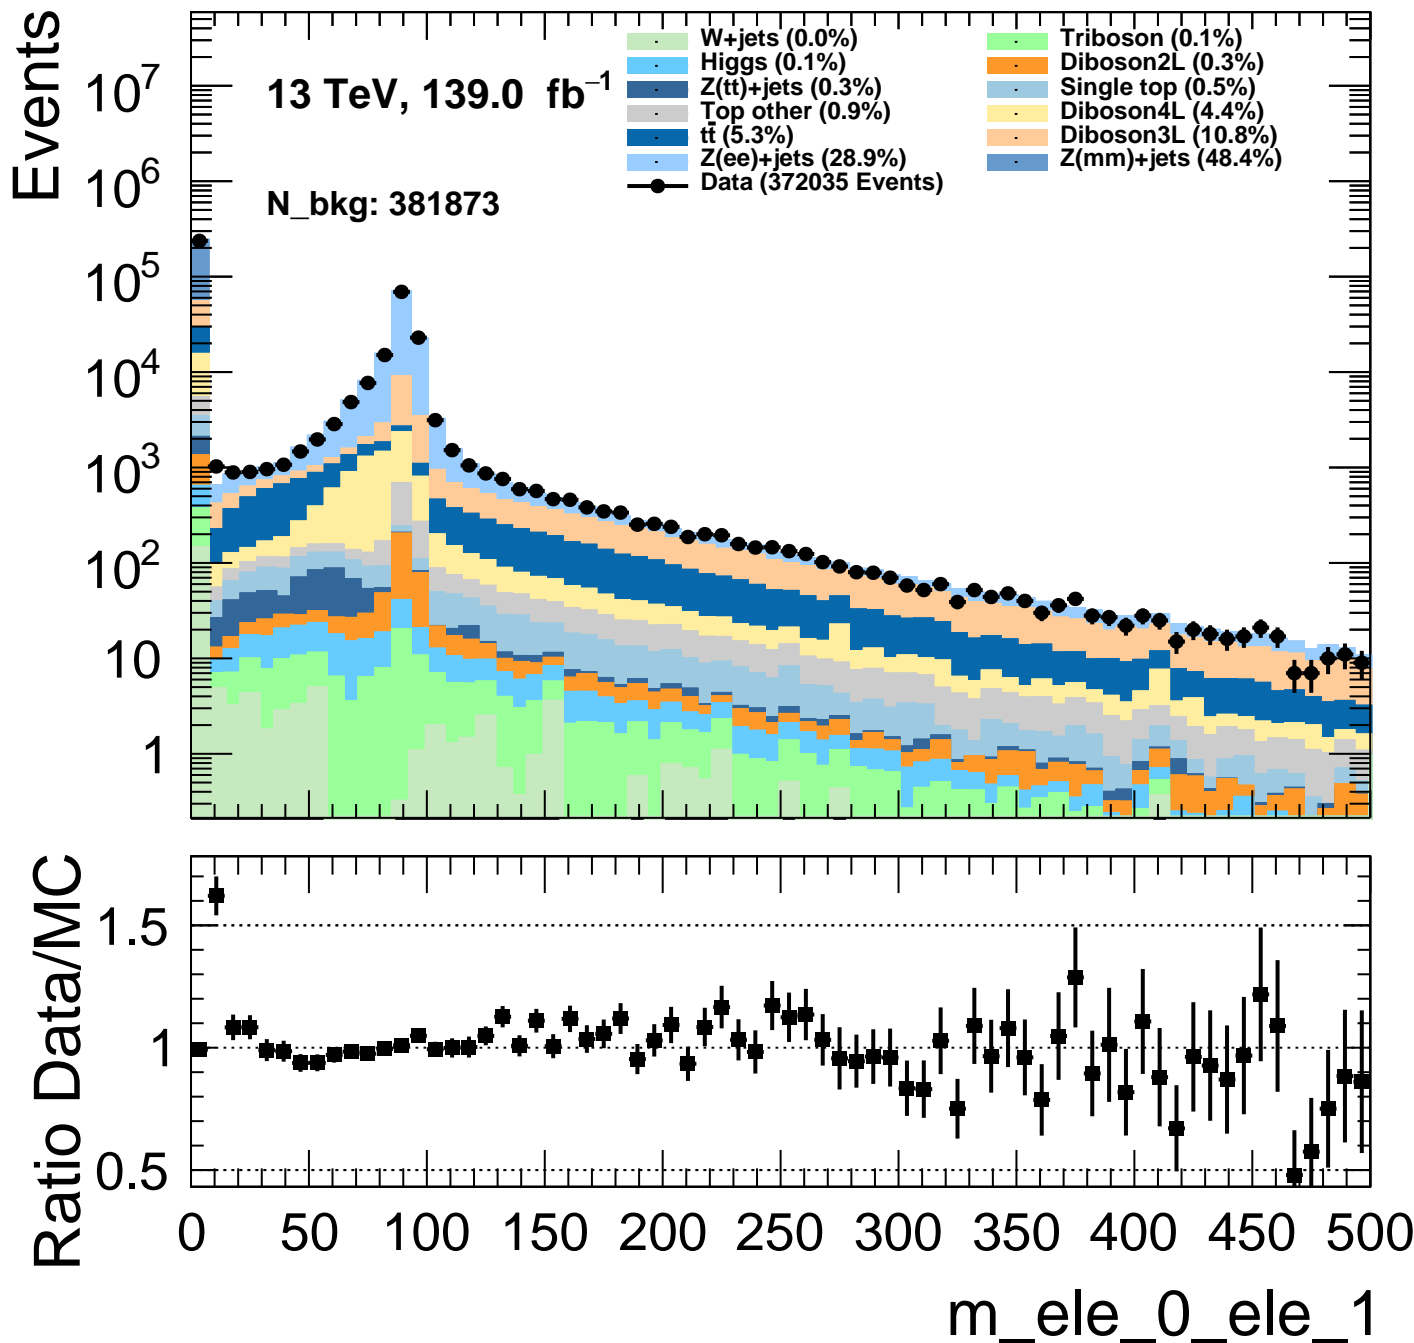 Events
10⁷
10⁶
10⁵
10⁴
10³
10²
10
1
13 TeV, 139.0 fb⁻¹
N_bkg: 381873
W+jets (0.0%)
Higgs (0.1%)
Z(tt)+jets (0.3%)
Top other (0.9%)
tt̄ (5.3%)
Z(ee)+jets (28.9%)
Data (372035 Events)
Triboson (0.1%)
Diboson2L (0.3%)
Single top (0.5%)
Diboson4L (4.4%)
Diboson3L (10.8%)
Z(mm)+jets (48.4%)
Ratio Data/MC
1.5
1
0.5
0 50 100 150 200 250 300 350 400 450 500
m_ele_0_ele_1